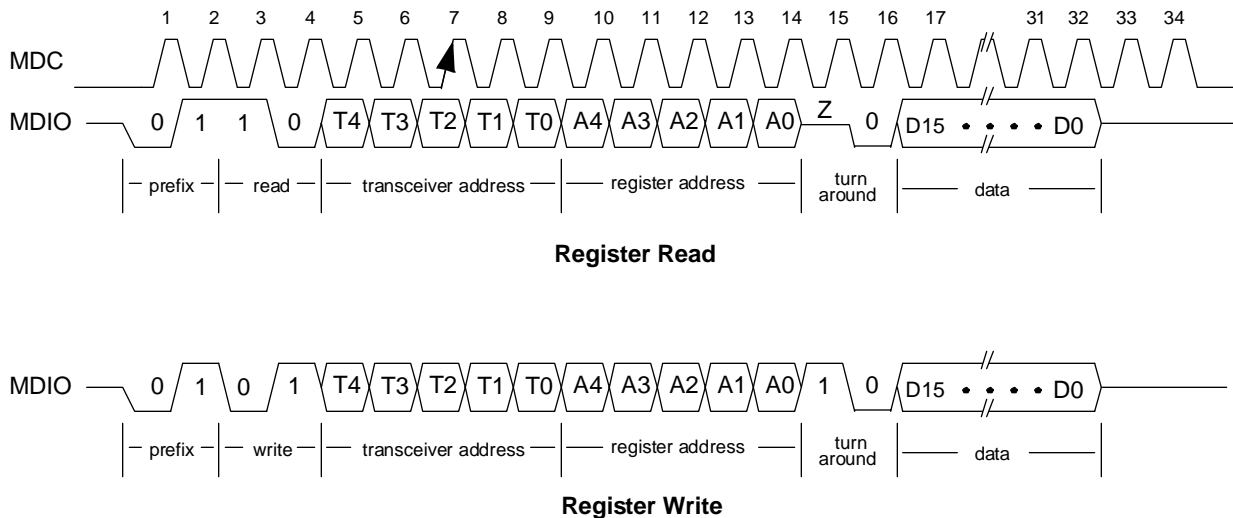 1 2 3 4 5 6 7 8 9 10 11 12 13 14 15 16 17 31 32 33 34
MDC
MDIO 0 1 1 0 T4 T3 T2 T1 T0 A4 A3 A2 A1 A0 Z 0 D15 • • • • D0
prefix read transceiver address register address turn around data
Register Read
MDIO 0 1 0 1 T4 T3 T2 T1 T0 A4 A3 A2 A1 A0 1 0 D15 • • • • D0
prefix write transceiver address register address turn around data
Register Write